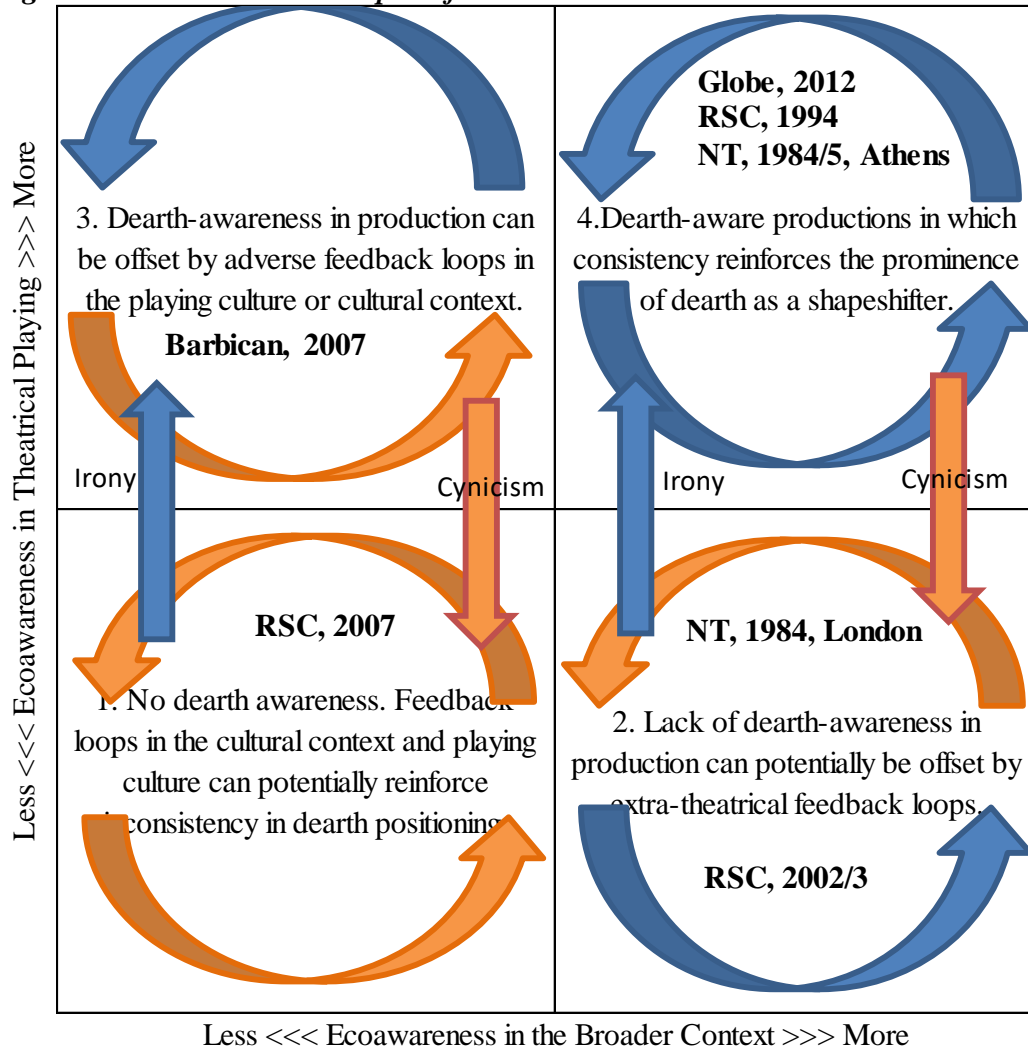 Less <<< Ecoawareness in Theatrical Playing >>> More
3. Dearth-awareness in production can
be offset by adverse feedback loops in
the playing culture or cultural context.
Barbican, 2007
Irony
Cynicism
Globe, 2012
RSC, 1994
NT, 1984/5, Athens
4.Dearth-aware productions in which
consistency reinforces the prominence
of dearth as a shapeshifter.
Irony
Cynicism
RSC, 2007
1. No dearth awareness. Feedback
loops in the cultural context and playing
culture can potentially reinforce
inconsistency in dearth positioning.
NT, 1984, London
2. Lack of dearth-awareness in
production can potentially be offset by
extra-theatrical feedback loops.
RSC, 2002/3
Less <<< Ecoawareness in the Broader Context >>> More